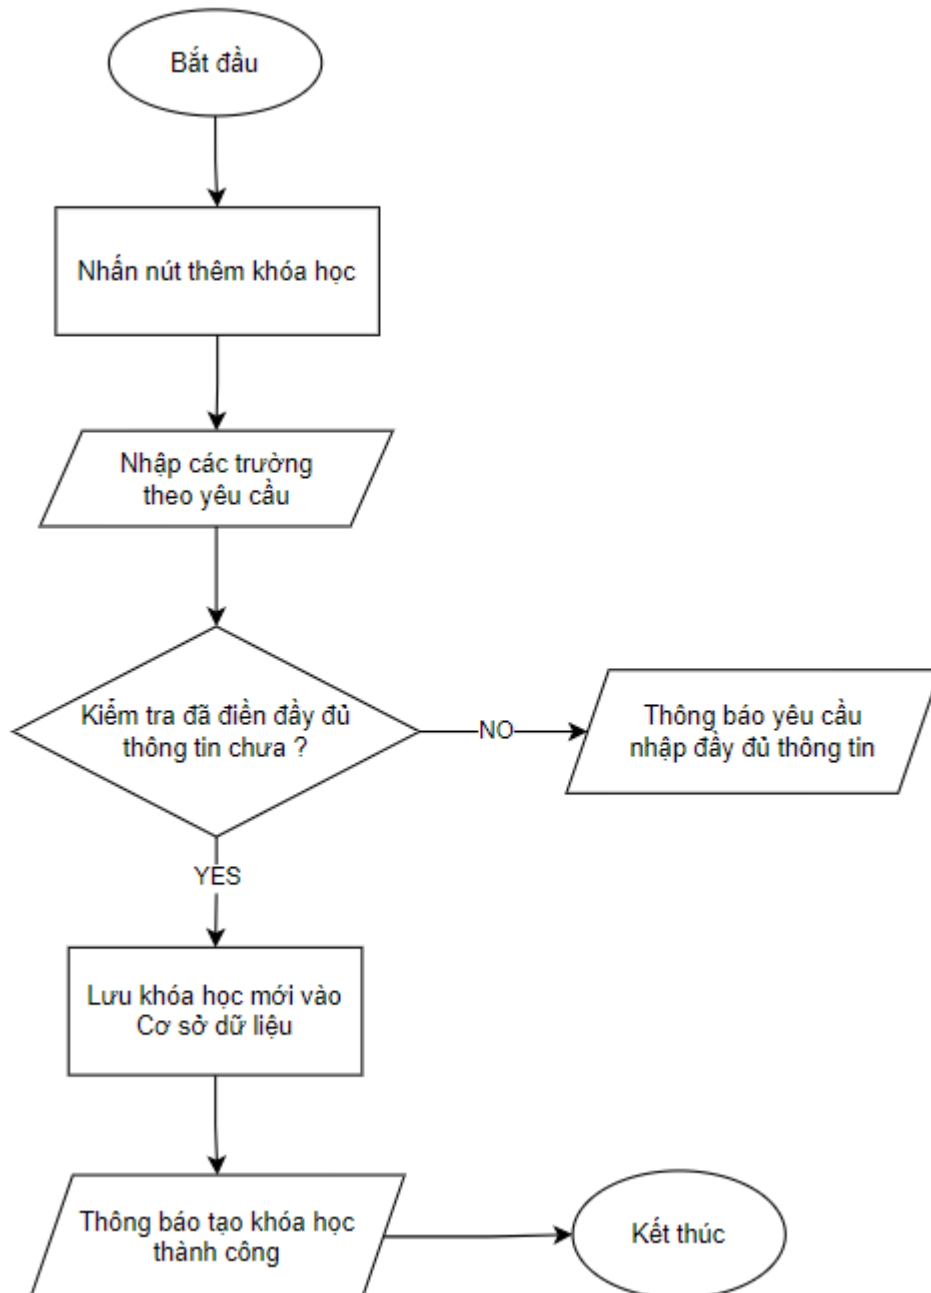 Bắt đầu
Nhấn nút thêm khóa học
Nhập các trường
theo yêu cầu
Kiểm tra đã điền đầy đủ
thông tin chưa ?
NO
Thông báo yêu cầu
nhập đầy đủ thông tin
YES
Lưu khóa học mới vào
Cơ sở dữ liệu
Thông báo tạo khóa học
thành công
Kết thúc